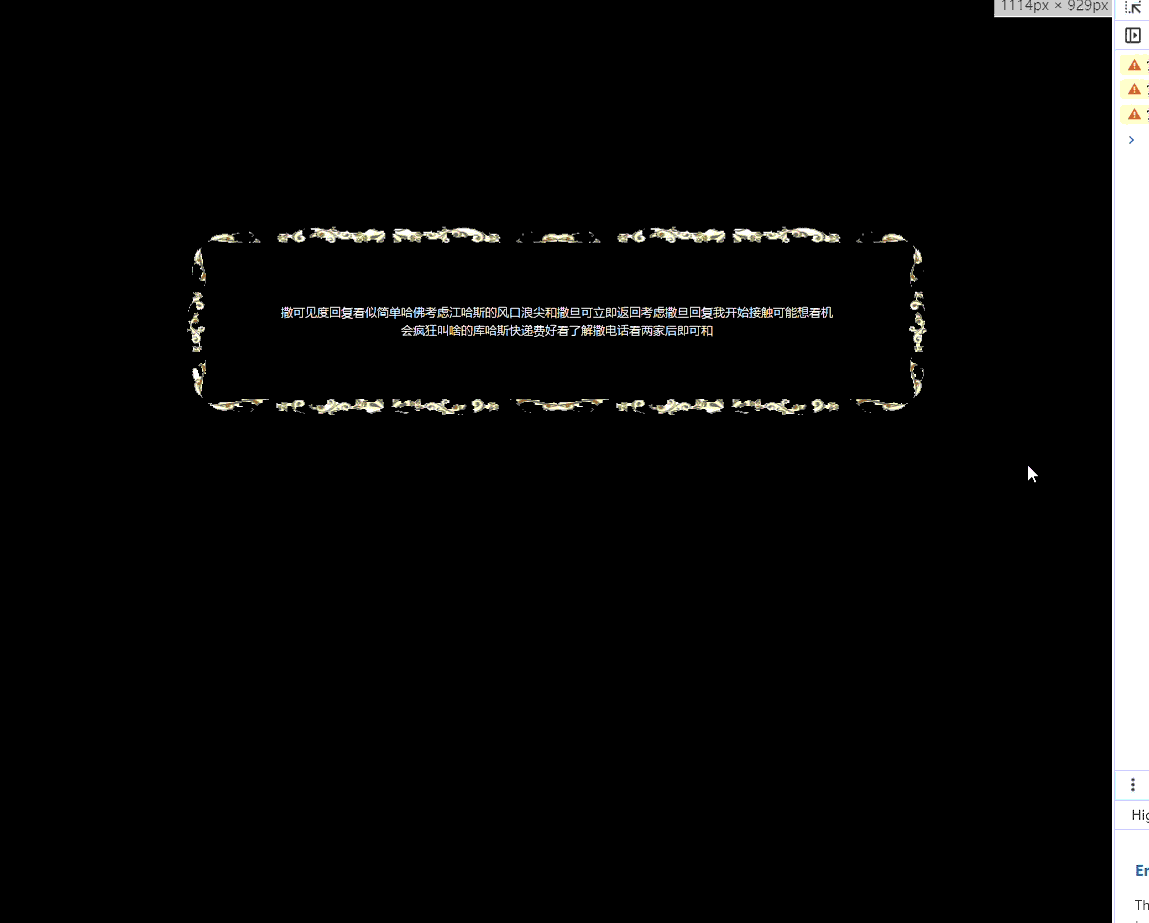 1114px × 929px
撒可见度回复看似简单哈佛考虑江哈斯的风口浪尖和撒旦可立即返回考虑撒旦回复我开始接触可能想看机
会疯狂叫啥的库哈斯快递费好看了解撒电话看两家后即可和
Hig
Er
Th